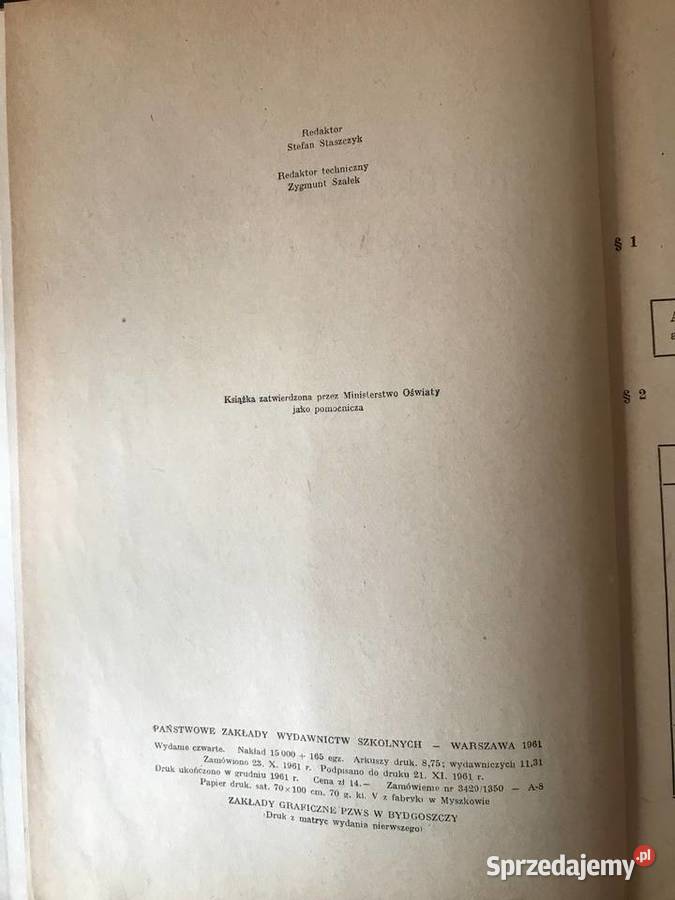 Redaktor
Stefan Staszczyk
Redaktor techniczny
Zygmunt Szałek
§ 1
A
§ 2
Książka zatwierdzona przez Ministerstwo Oświaty
jako pomocnicza
PAŃSTWOWE ZAKŁADY WYDAWNICTW SZKOLNYCH — WARSZAWA 1961
Wydanie czwarte. Nakład 15 000 + 165 egz. Arkuszy druk. 8,75; wydawniczych 11,31
Zamówiono 23. X. 1961 r. Podpisano do druku 21. XI. 1961 r.
Druk ukończono w grudniu 1961 r. Cena zł 14.— Zamówienie nr 3420/1350 — A-8
Papier druk. sat. 70×100 cm. 70 g. kl. V z fabryki w Myszkowie
ZAKŁADY GRAFICZNE PZWS W BYDGOSZCZY
(Druk z matryc wydania pierwszego)
Sprzedajemy.pl